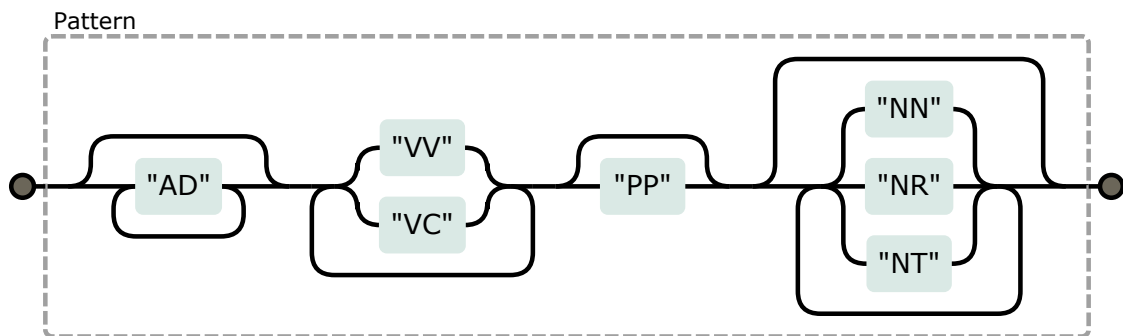 Pattern
"AD"
"VV"
"VC"
"PP"
"NN"
"NR"
"NT"